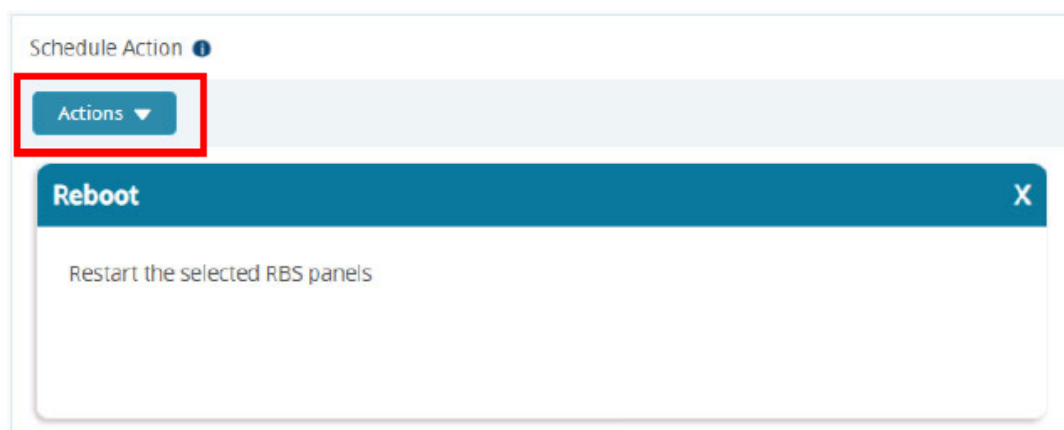 Schedule Action
Actions
Reboot X
Restart the selected RBS panels